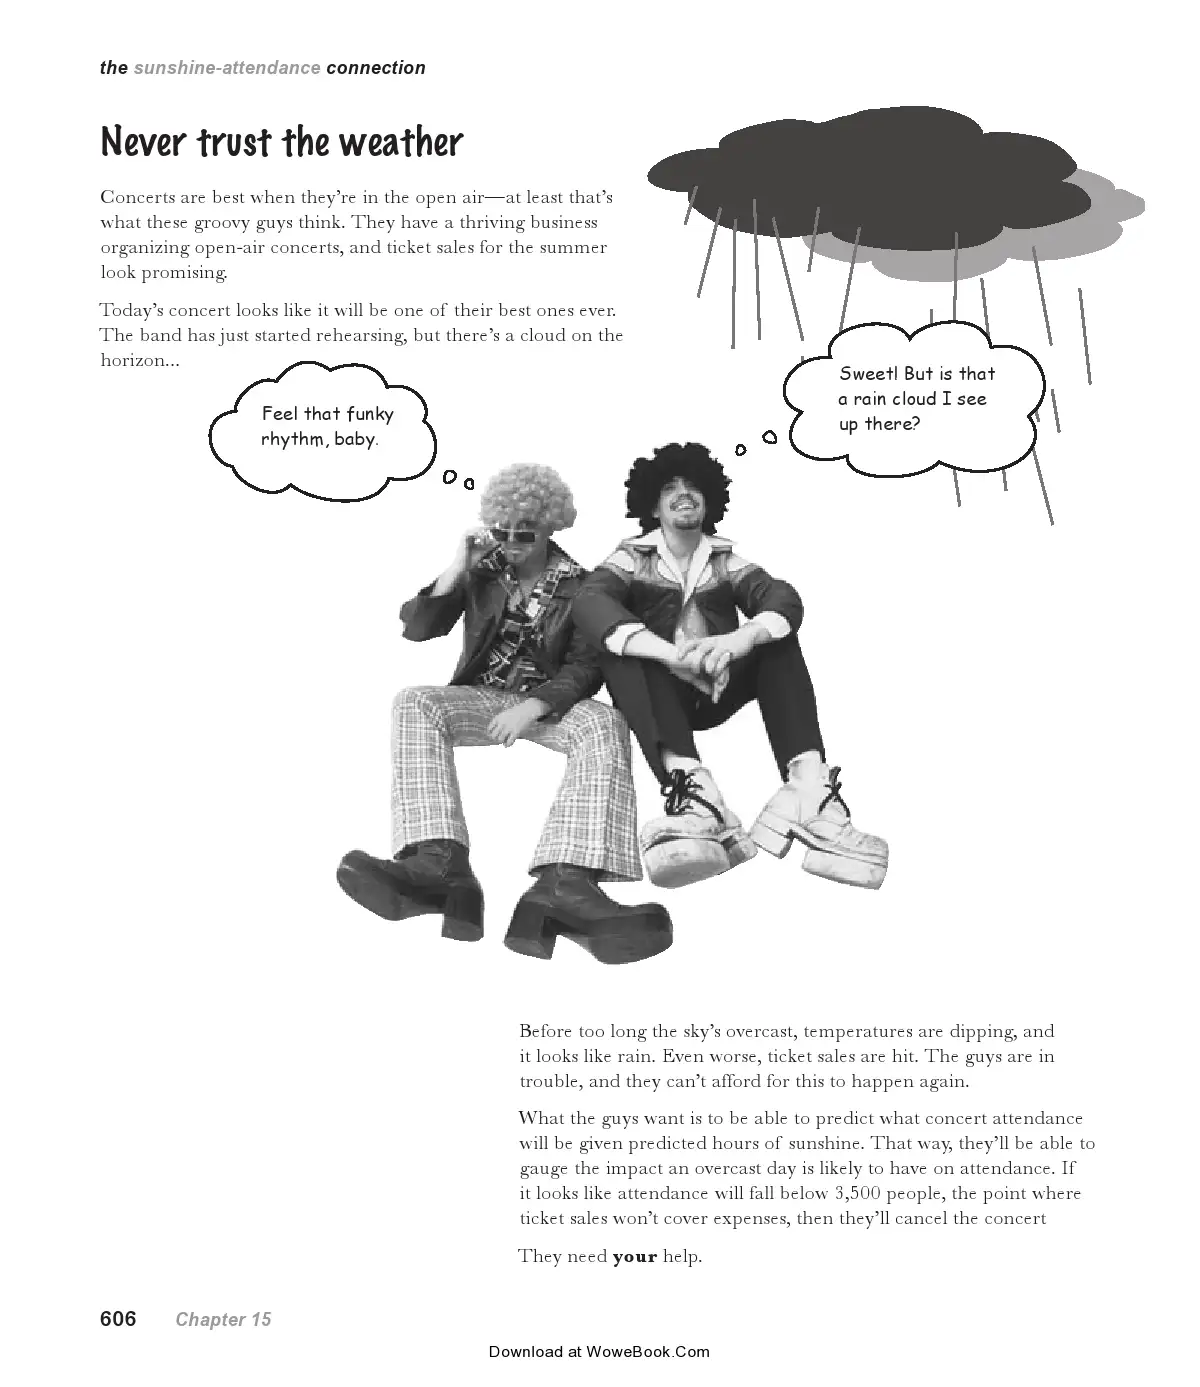 the sunshine-attendance connection
Never trust the weather
Concerts are best when they’re in the open air—at least that’s
what these groovy guys think. They have a thriving business
organizing open-air concerts, and ticket sales for the summer
look promising.
Today’s concert looks like it will be one of their best ones ever.
The band has just started rehearsing, but there’s a cloud on the
horizon...
Feel that funky
rhythm, baby.
Sweet! But is that
a rain cloud I see
up there?
Before too long the sky’s overcast, temperatures are dipping, and
it looks like rain. Even worse, ticket sales are hit. The guys are in
trouble, and they can’t afford for this to happen again.
What the guys want is to be able to predict what concert attendance
will be given predicted hours of sunshine. That way, they’ll be able to
gauge the impact an overcast day is likely to have on attendance. If
it looks like attendance will fall below 3,500 people, the point where
ticket sales won’t cover expenses, then they’ll cancel the concert
They need your help.
606 Chapter 15
Download at WoweBook.Com